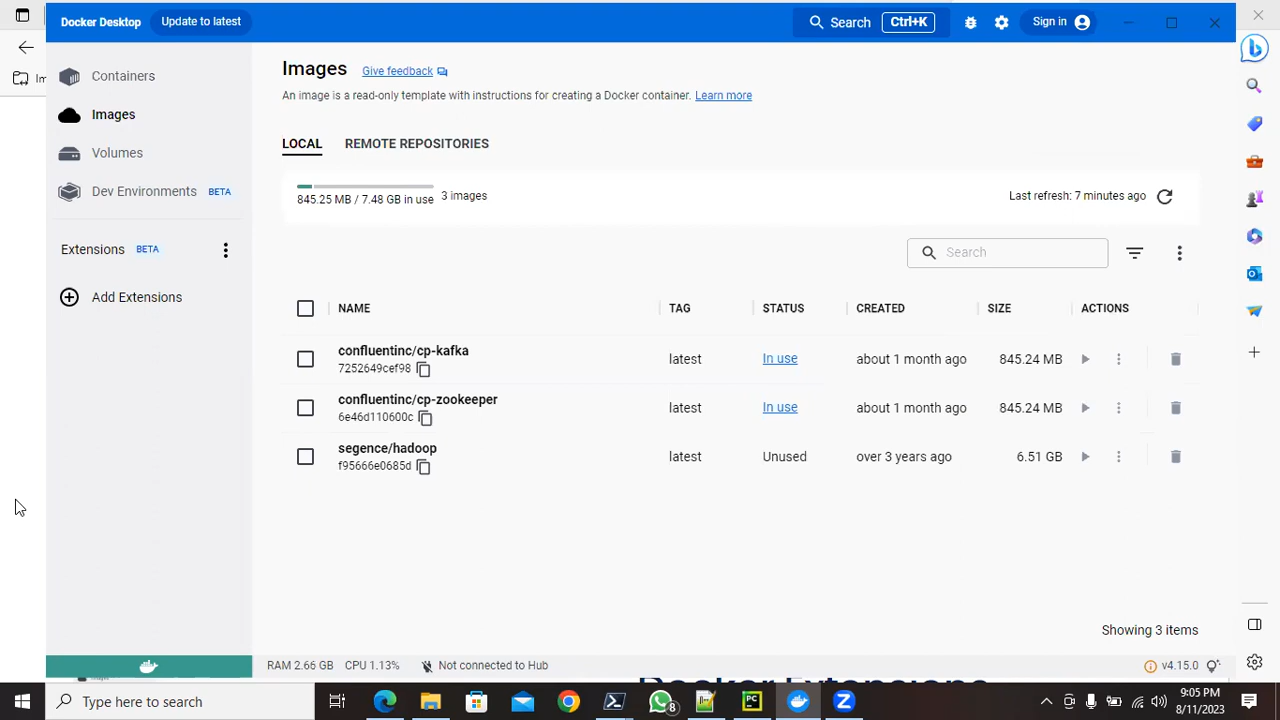 Docker Desktop Update to latest Search Ctrl+K Sign in
Containers
Images
Volumes
Dev Environments BETA
Extensions BETA
Add Extensions
Images Give feedback
An image is a read-only template with instructions for creating a Docker container. Learn more
LOCAL REMOTE REPOSITORIES
845.25 MB / 7.48 GB in use 3 images Last refresh: 7 minutes ago
Search
NAME TAG STATUS CREATED SIZE ACTIONS
confluentinc/cp-kafka
7252649cef98 latest In use about 1 month ago 845.24 MB
confluentinc/cp-zookeeper
6e46d110600c latest In use about 1 month ago 845.24 MB
segence/hadoop
f95666e0685d latest Unused over 3 years ago 6.51 GB
Showing 3 items
RAM 2.66 GB CPU 1.13% Not connected to Hub v4.15.0
Docker Extensions
Type here to search
8
PC
9:05 PM
8/11/2023